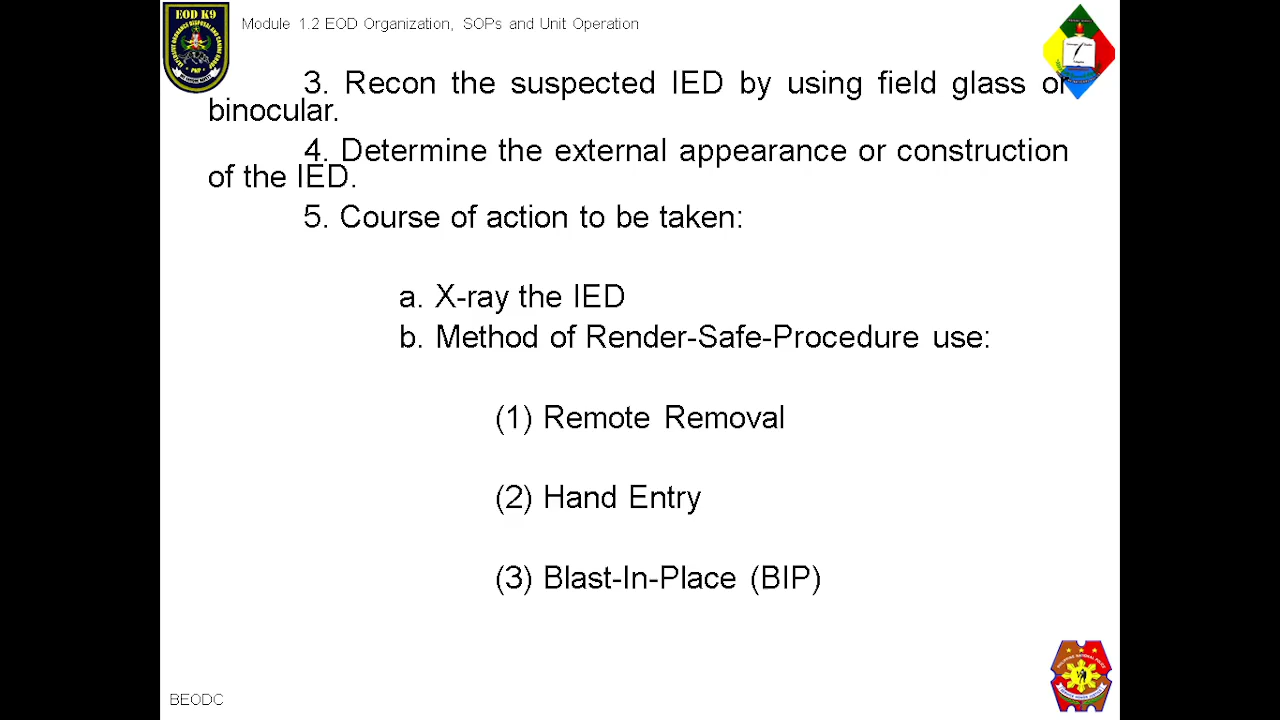 EOD K9
Module 1.2 EOD Organization, SOPs and Unit Operation
3. Recon the suspected IED by using field glass or
binocular.
4. Determine the external appearance or construction
of the IED.
5. Course of action to be taken:
a. X-ray the IED
b. Method of Render-Safe-Procedure use:
(1) Remote Removal
(2) Hand Entry
(3) Blast-In-Place (BIP)
BEODC